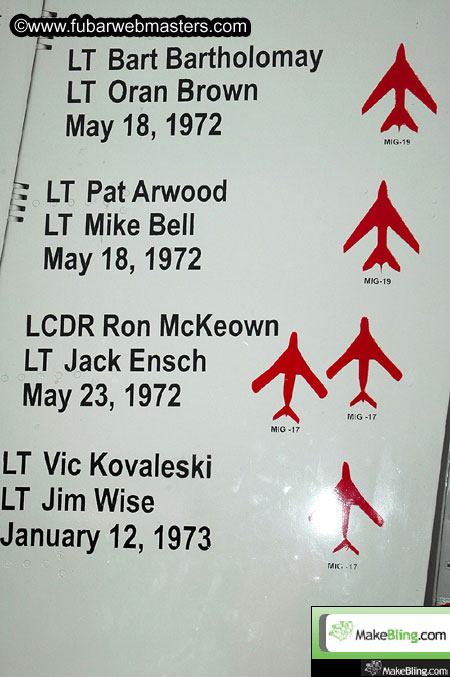 ©www.fubarwebmasters.com
LT Bart Bartholomay
LT Oran Brown
May 18, 1972
MIG-19
LT Pat Arwood
LT Mike Bell
May 18, 1972
MIG-19
LCDR Ron McKeown
LT Jack Ensch
May 23, 1972
MIG -17
MIG -17
LT Vic Kovaleski
LT Jim Wise
January 12, 1973
MIG -17
MakeBling.com
MakeBling.com